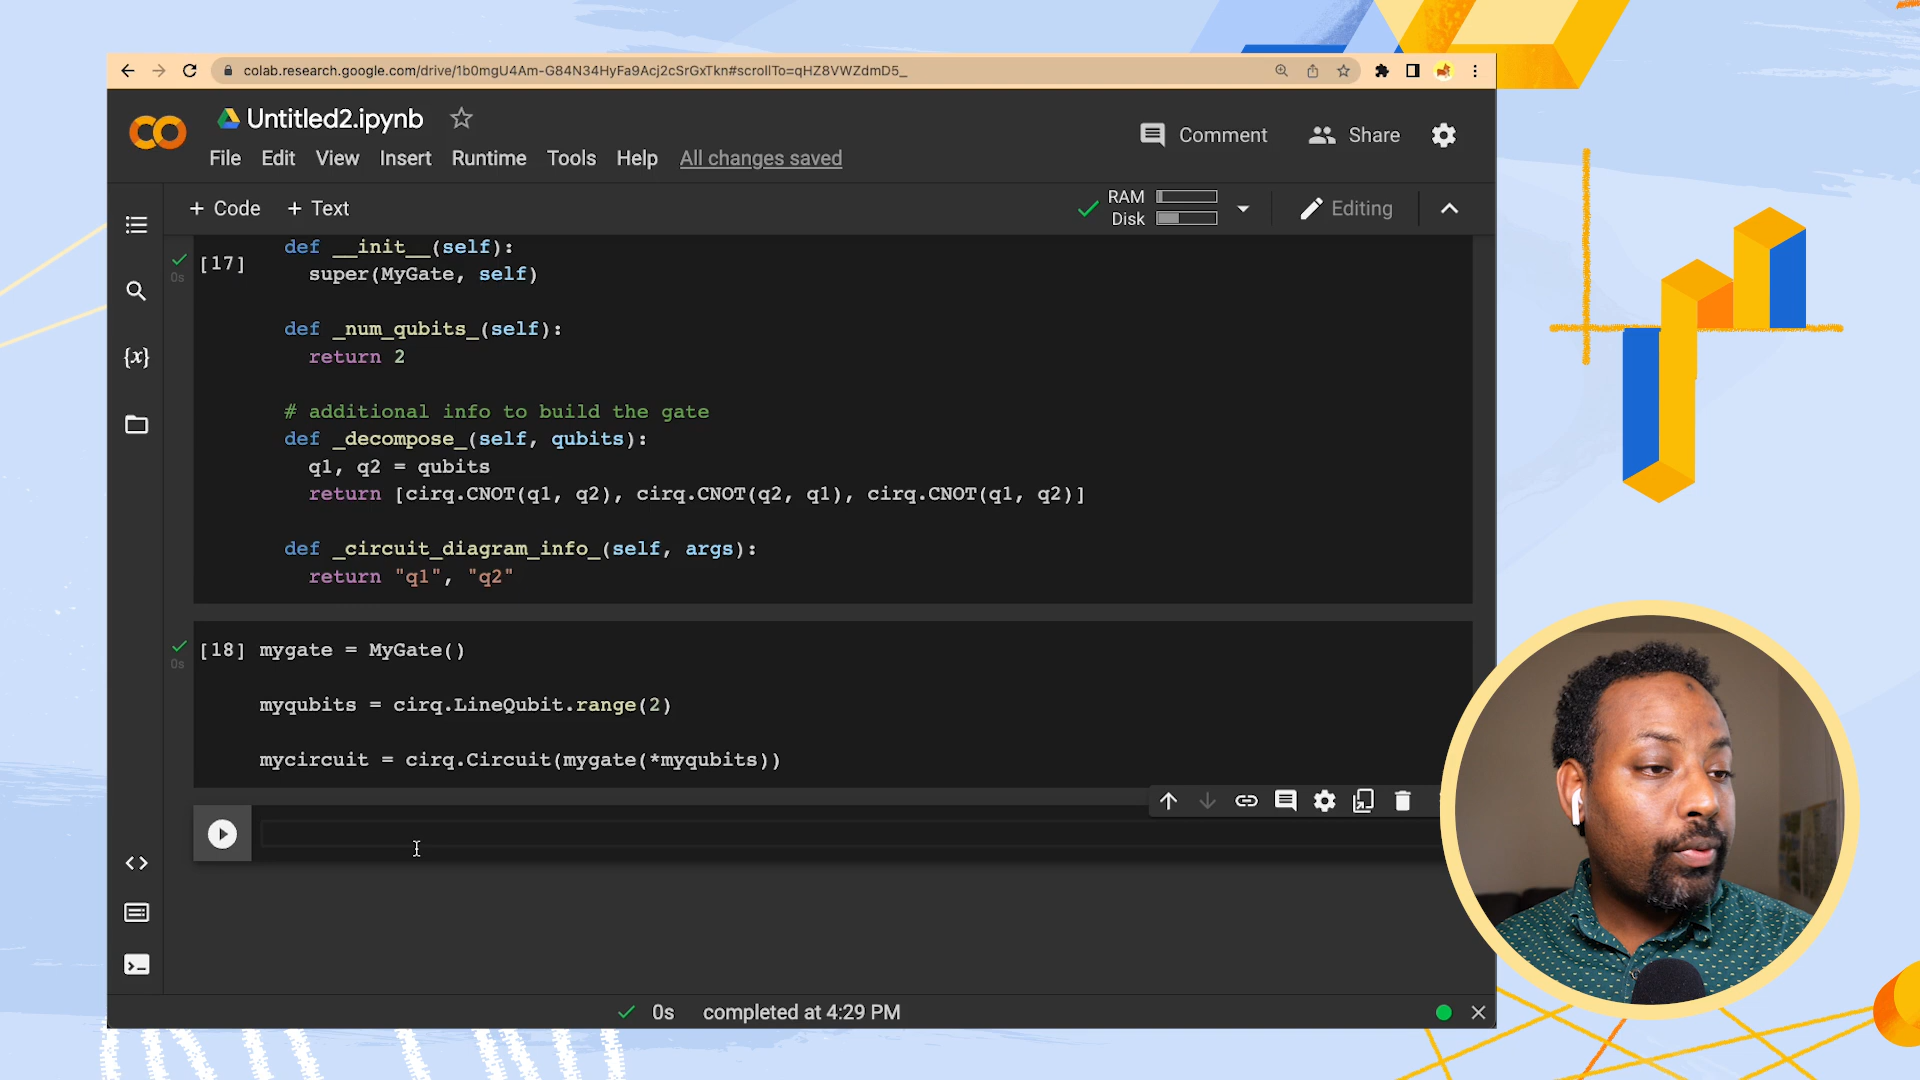 colab.research.google.com/drive/1b0mgU4Am-G84N34HyFa9Acj2cSrGxTkn#scrollTo=qHZ8VWZdmD5_
Untitled2.ipynb
Comment
Share
File Edit View Insert Runtime Tools Help All changes saved
+ Code + Text
RAM
Disk
Editing
def __init__(self):
[17]
super(MyGate, self)
def _num_qubits_(self):
return 2
# additional info to build the gate
def _decompose_(self, qubits):
q1, q2 = qubits
return [cirq.CNOT(q1, q2), cirq.CNOT(q2, q1), cirq.CNOT(q1, q2)]
def _circuit_diagram_info_(self, args):
return "q1", "q2"
0s
[18] mygate = MyGate()
0s
myqubits = cirq.LineQubit.range(2)
mycircuit = cirq.Circuit(mygate(*myqubits))
0s completed at 4:29 PM